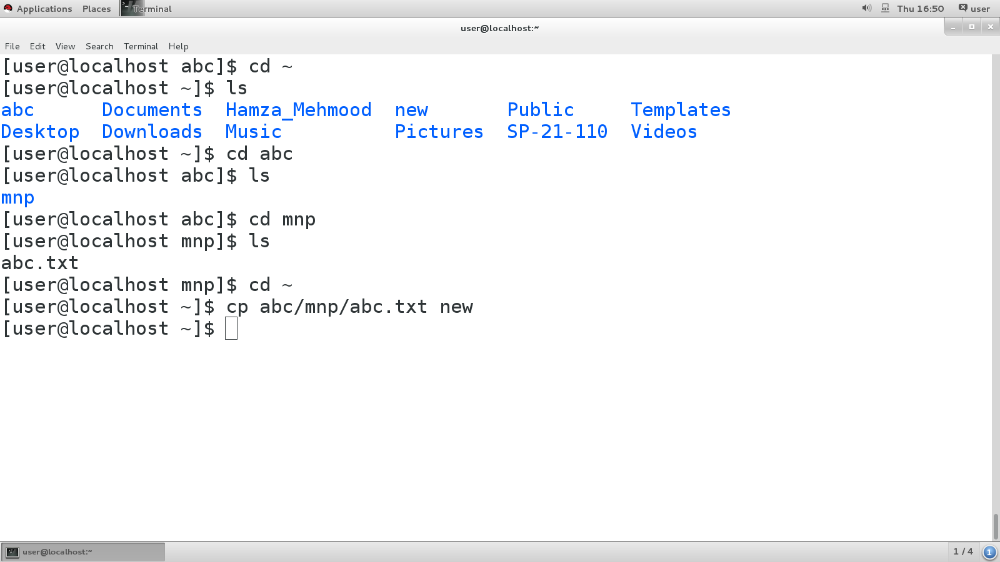 Applications Places Terminal Thu 16:50 user
user@localhost:~
File Edit View Search Terminal Help
[user@localhost abc]$ cd ~
[user@localhost ~]$ ls
abc Documents Hamza_Mehmood new Public Templates
Desktop Downloads Music Pictures SP-21-110 Videos
[user@localhost ~]$ cd abc
[user@localhost abc]$ ls
mnp
[user@localhost abc]$ cd mnp
[user@localhost mnp]$ ls
abc.txt
[user@localhost mnp]$ cd ~
[user@localhost ~]$ cp abc/mnp/abc.txt new
[user@localhost ~]$
user@localhost:~ 1 / 4 1